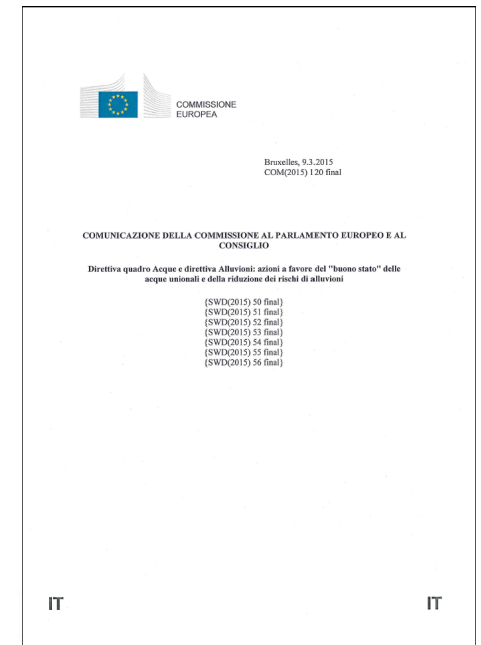 COMMISSIONE
EUROPEA
Bruxelles, 9.3.2015
COM(2015) 120 final
COMUNICAZIONE DELLA COMMISSIONE AL PARLAMENTO EUROPEO E AL
CONSIGLIO
Direttiva quadro Acque e direttiva Alluvioni: azioni a favore del "buono stato" delle
acque unionali e della riduzione dei rischi di alluvioni
{SWD(2015) 50 final}
{SWD(2015) 51 final}
{SWD(2015) 52 final}
{SWD(2015) 53 final}
{SWD(2015) 54 final}
{SWD(2015) 55 final}
{SWD(2015) 56 final}
IT IT